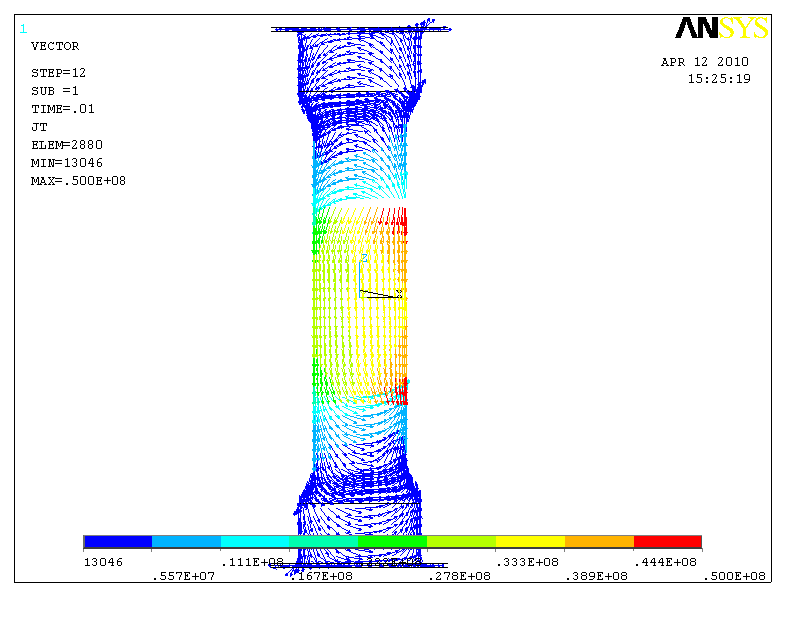 1
ANSYS
VECTOR
STEP=12
SUB =1
TIME=.01
JT
ELEM=2880
MIN=13046
MAX=.500E+08
APR 12 2010
15:25:19
Z
13046
.557E+07
.111E+08
.167E+08
.278E+08
.333E+08
.389E+08
.444E+08
.500E+08